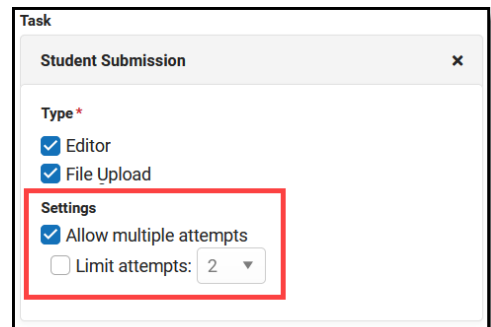 Task
Student Submission ×
Type *
Editor
File Upload
Settings
Allow multiple attempts
Limit attempts: 2